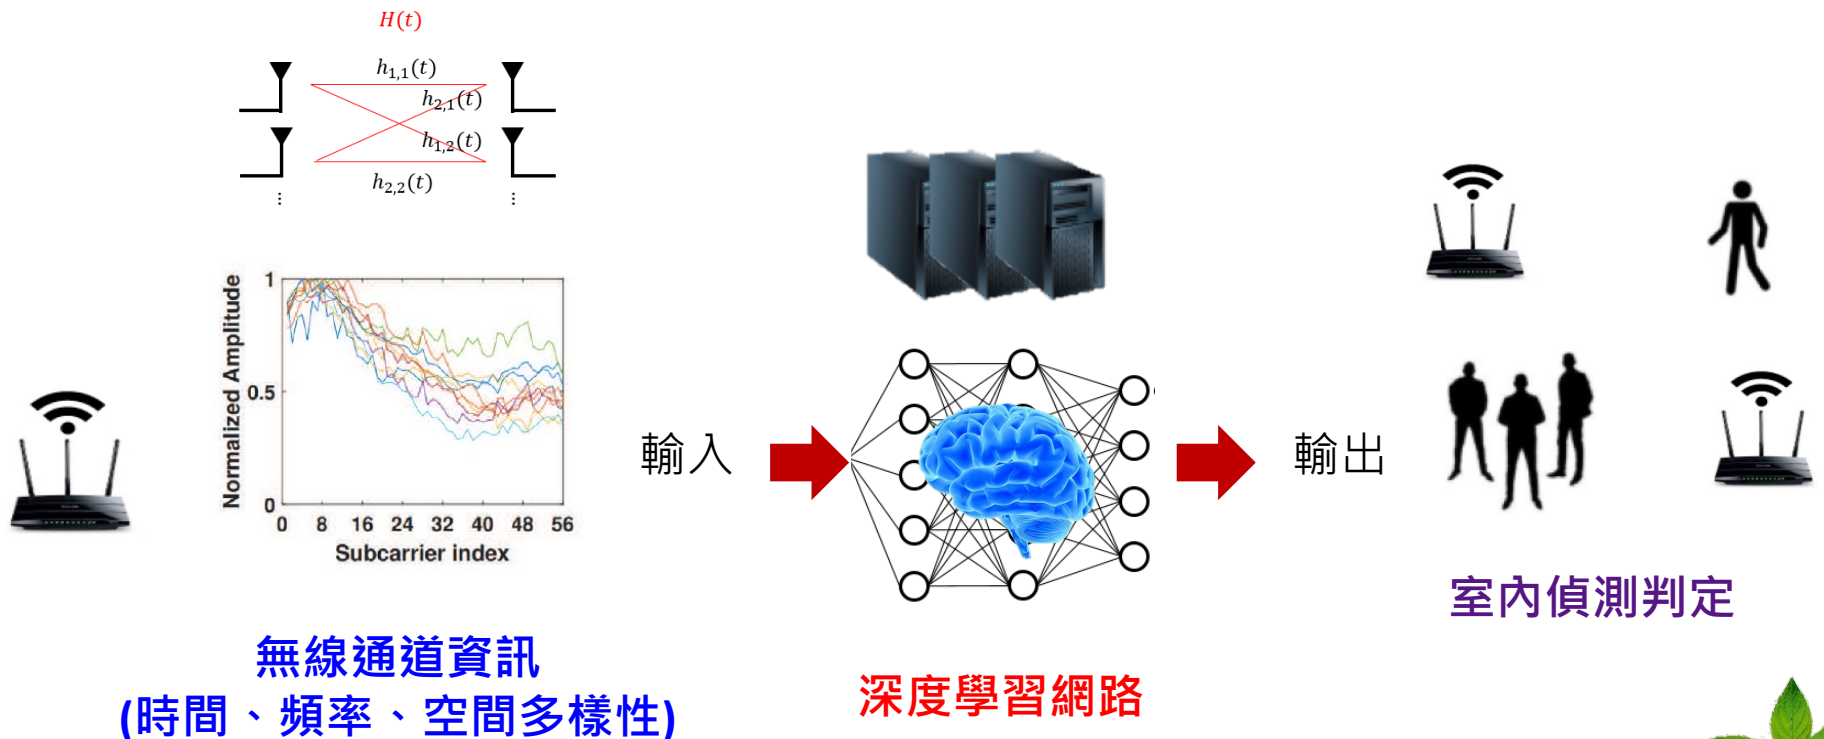 H(t)
h₁,₁(t)
h₂,₁(t)
h₁,₂(t)
h₂,₂(t)
⋮ ⋮
Normalized Amplitude
1
0.5
0
0 8 16 24 32 40 48 56
Subcarrier index
輸入
輸出
無線通道資訊
(時間、頻率、空間多樣性)
深度學習網路
室內偵測判定